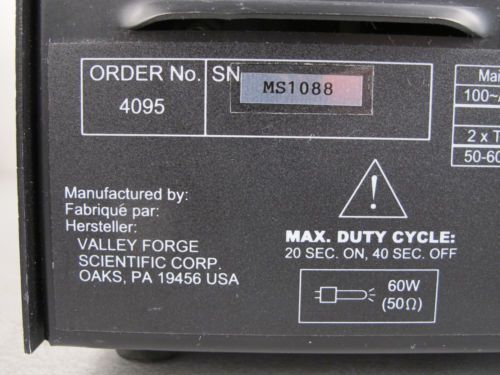 ORDER No. SN
MS1088
4095
Mai
100~
2 x T
50-60
Manufactured by:
Fabriqué par:
Hersteller:
VALLEY FORGE
SCIENTIFIC CORP.
OAKS, PA 19456 USA
!
MAX. DUTY CYCLE:
20 SEC. ON, 40 SEC. OFF
60W
(50Ω)